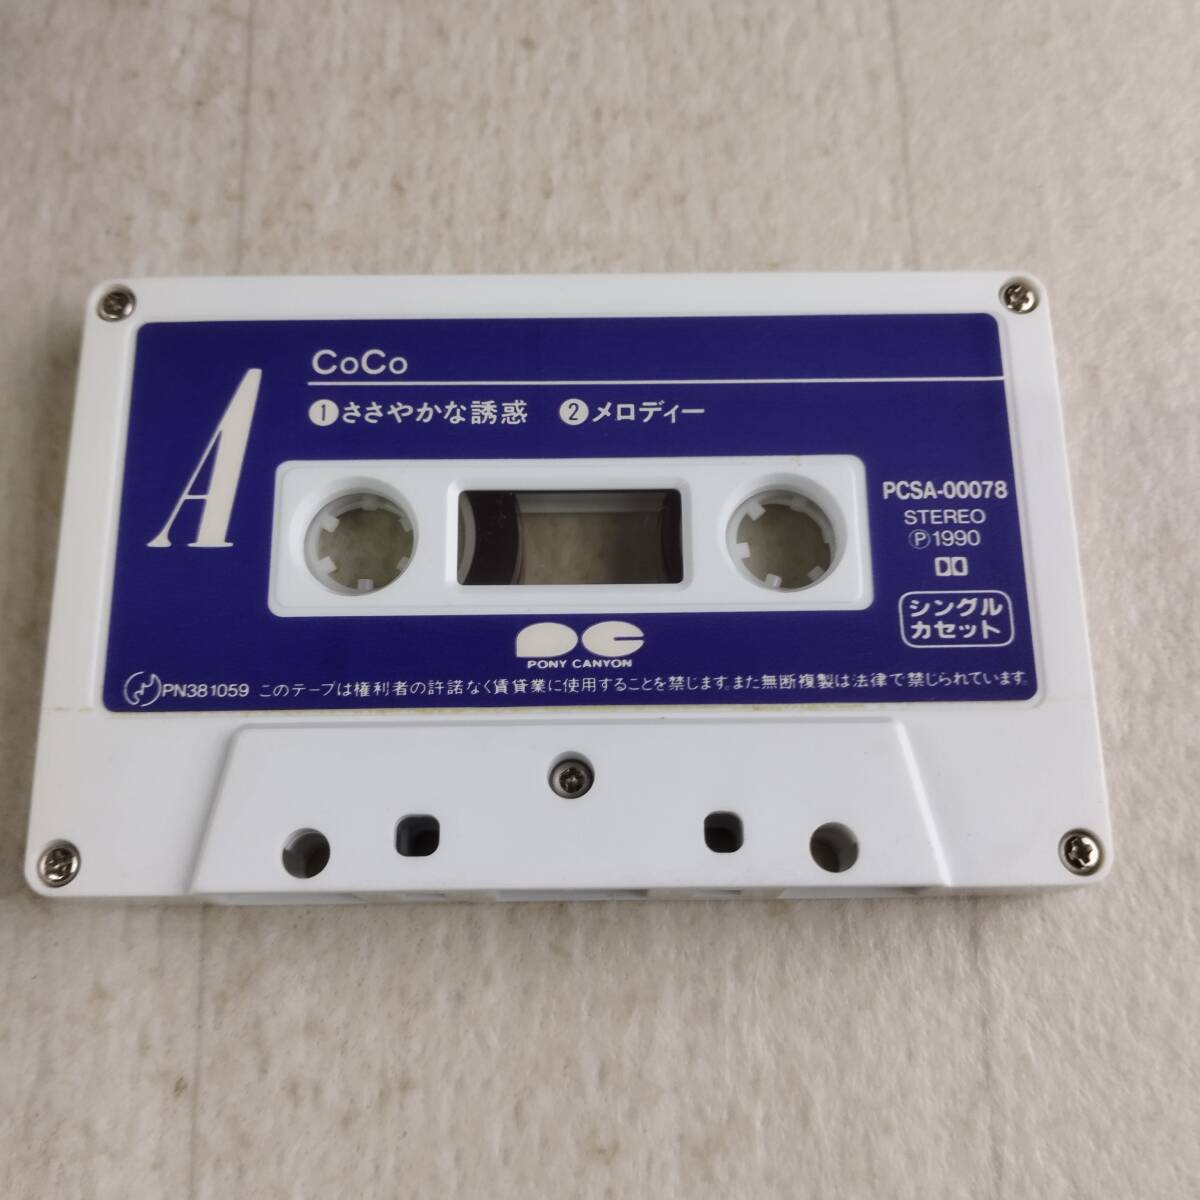 A
CoCo
①ささやかな誘惑 ②メロディー
PCSA-00078
STEREO
Ⓟ1990
シングル
カセット
PONY CANYON
PN381059 このテープは権利者の許諾なく賃貸業に使用することを禁じます。また無断複製は法律で禁じられています。